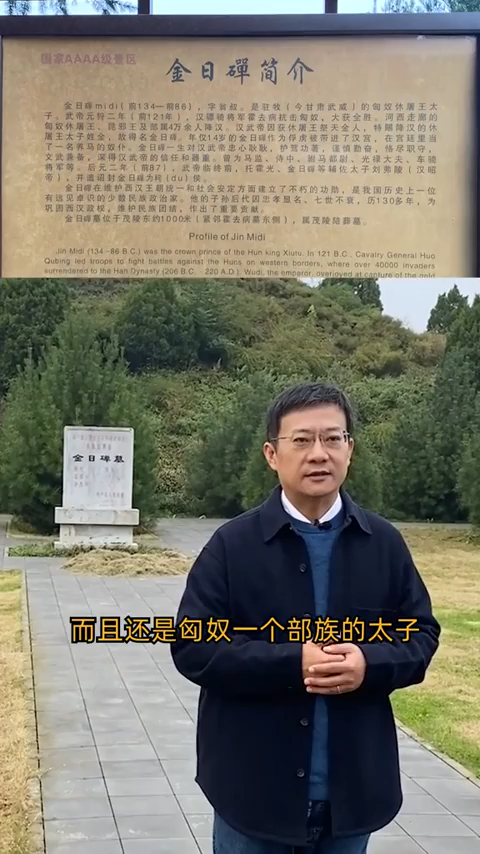 国家AAAA级景区
金日磾简介
金日磾midi(前134—前86)，字翁叔。是驻牧(今甘肃武威)的匈奴休屠王太
子。武帝元狩二年(前121年)，汉骠骑将军霍去病抗击匈奴，大获全胜。河西走廊的
匈奴休屠王、昆邪王及部属4万余人降汉。汉武帝因获休屠王祭天金人，特赐降汉的休
屠王太子姓金，故得名金日磾。年仅14岁的金日磾作为俘虏被带进了汉宫，在宫廷里当
了一名养马的奴仆。金日磾一生对汉武帝忠心耿耿，护驾功著，谨慎勤奋，恪尽职守，
文武兼备，深得汉武帝的信任和器重。曾为马监、侍中、驸马都尉、光禄大夫、车骑
将军等。后元二年(前87)，武帝临终前，托霍光、金日磾等辅佐太子刘弗陵(汉昭
帝)，并遗诏封金日磾为秺(du)侯。
金日磾在维护西汉王朝统一和社会安定方面建立了不朽的功勋，是我国历史上一位
有远见卓识的少数民族政治家。他的子孙后代因忠孝显名，七世不衰，历130多年，为
巩固西汉政权，维护民族团结，作出了重要贡献。
金日磾墓位于茂陵东约1000米(紧邻霍去病墓东侧)，属茂陵陪葬墓。
Profile of Jin Midi
Jin Midi (134–86 B.C.) was the crown prince of the Hun king Xiutu. In 121 B.C., Cavalry General Huo
Qubing led troops to fight battles against the Huns on western borders, where over 40000 invaders
surrendered to the Han Dynasty (206 B.C. – 220 A.D.). Wudi, the emperor, overjoyed at capture of the gold
金日磾墓
而且还是匈奴一个部族的太子